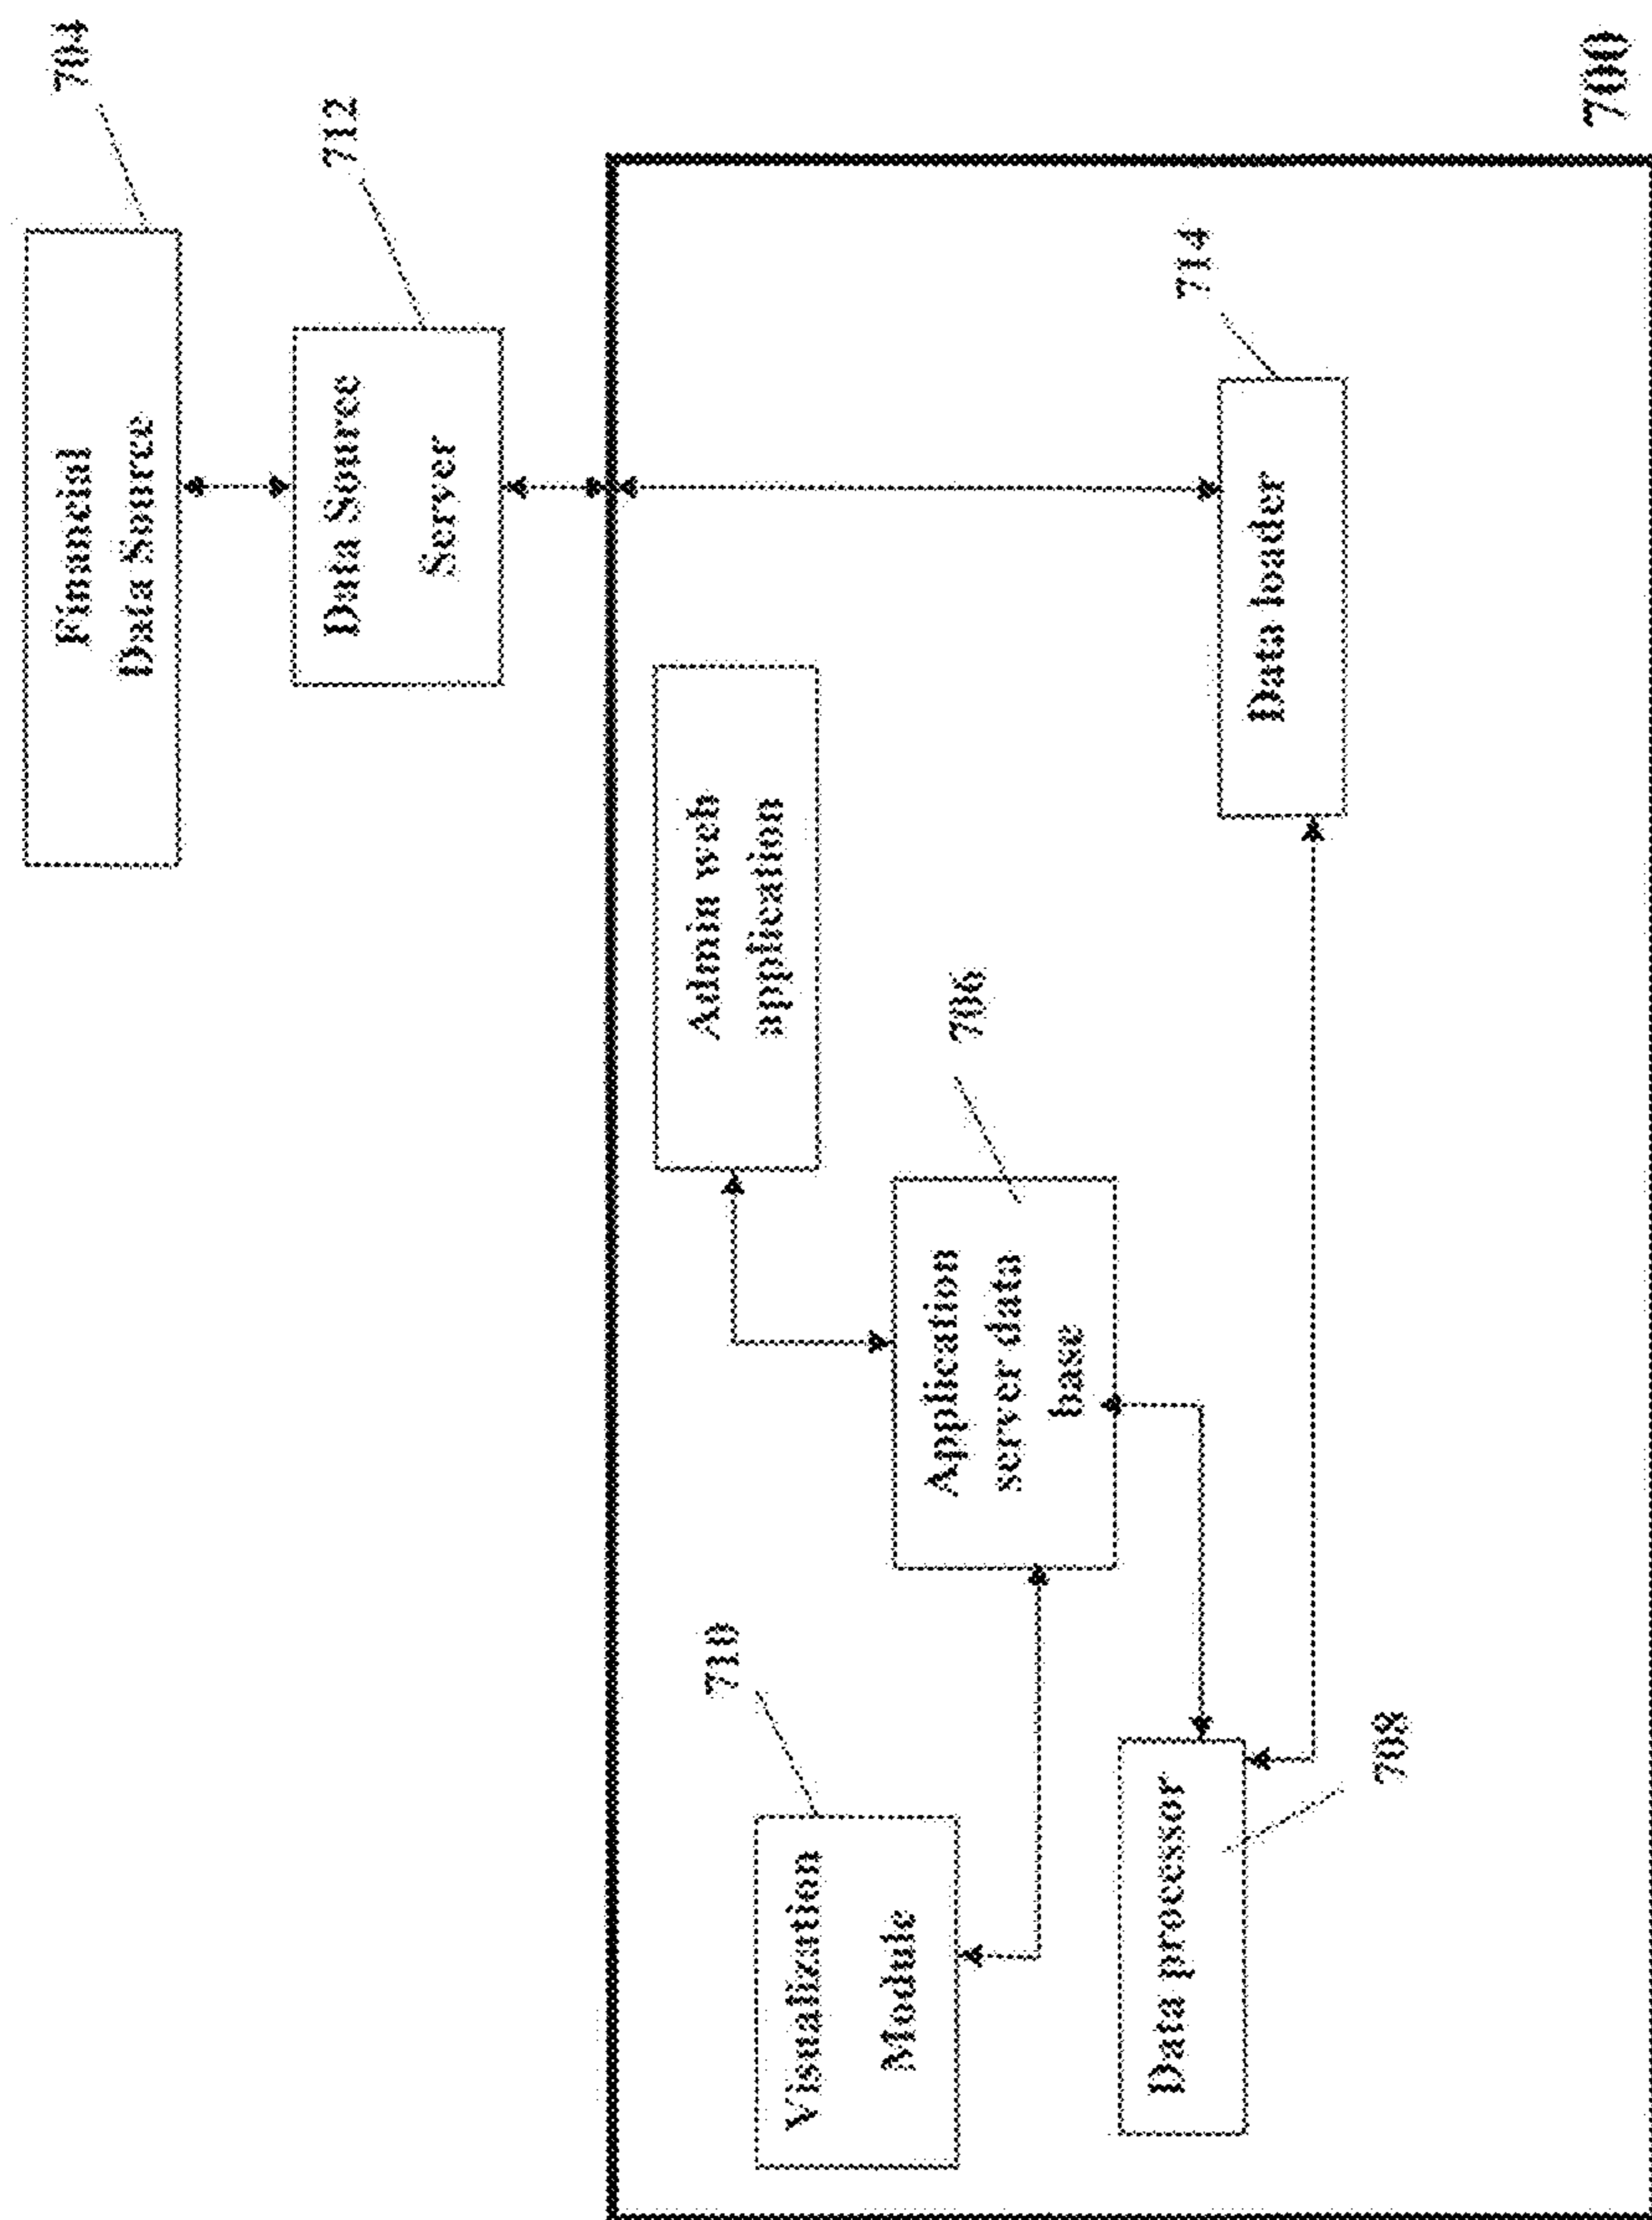 704
Financial
Data Source
712
Data Source
Server
Admin web
application
710
Visualization
Module
706
Application
server data
base
714
Data loader
Data processor
708
700